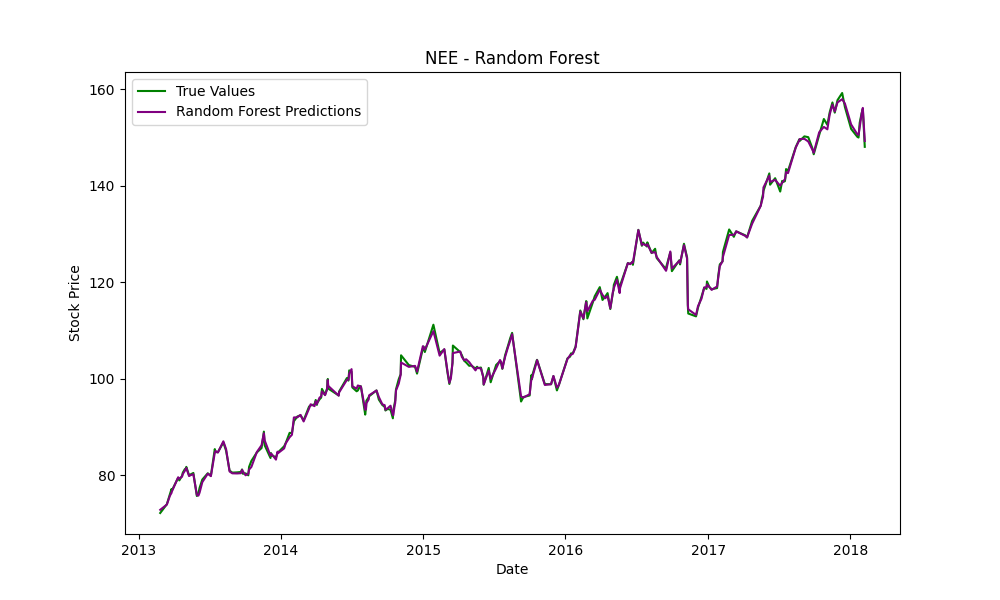 NEE - Random Forest
True Values
Random Forest Predictions
160
140
120
100
80
Stock Price
2013 2014 2015 2016 2017 2018
Date